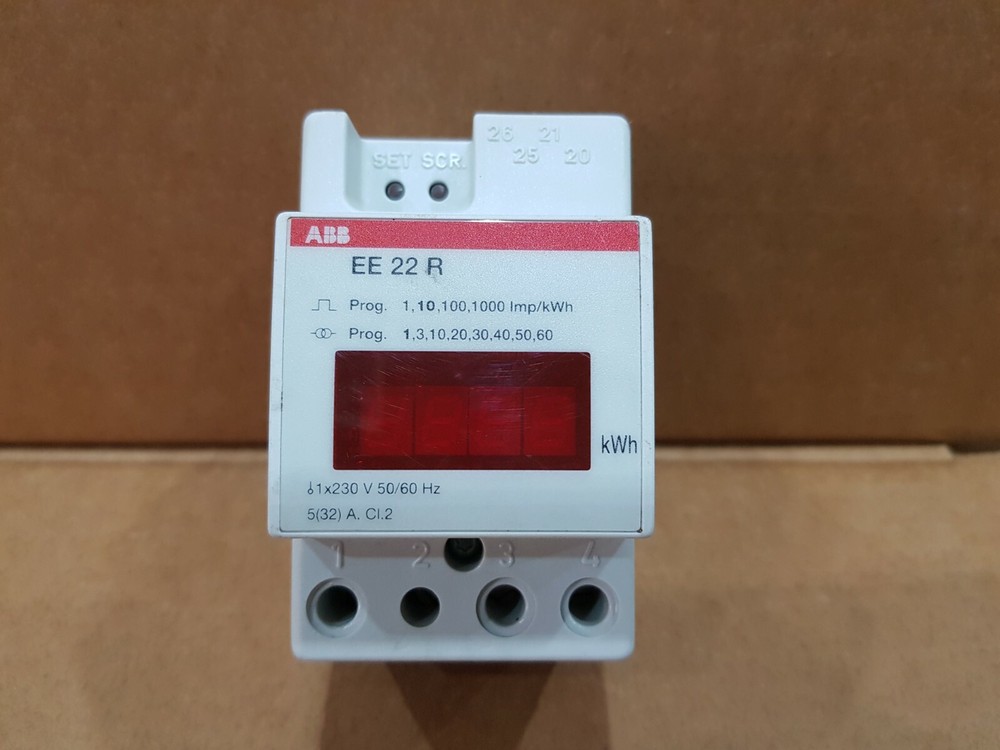 26 21
25 20
SET SCR.
ABB
EE 22 R
Prog. 1,10,100,1000 Imp/kWh
Prog. 1,3,10,20,30,40,50,60
kWh
1x230 V 50/60 Hz
5(32) A. Cl.2
1 2 3 4